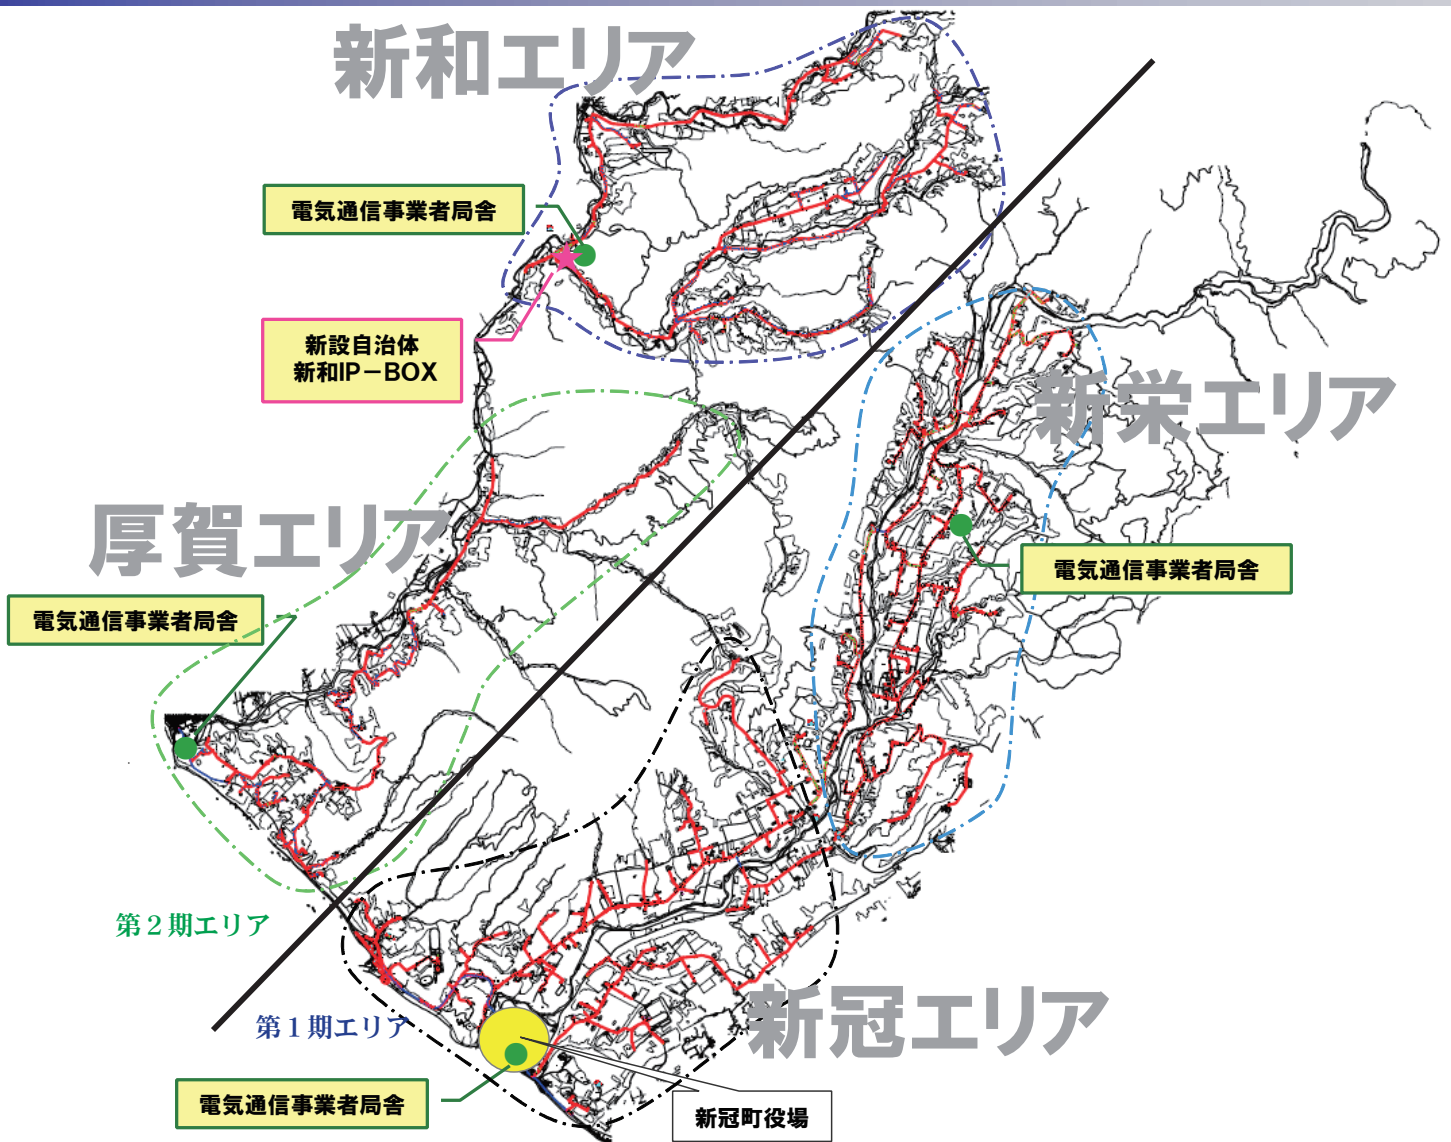 新和エリア
電気通信事業者局舎
新設自治体
新和IP－BOX
新栄エリア
厚賀エリア
電気通信事業者局舎
電気通信事業者局舎
第２期エリア
第１期エリア
新冠エリア
電気通信事業者局舎
新冠町役場